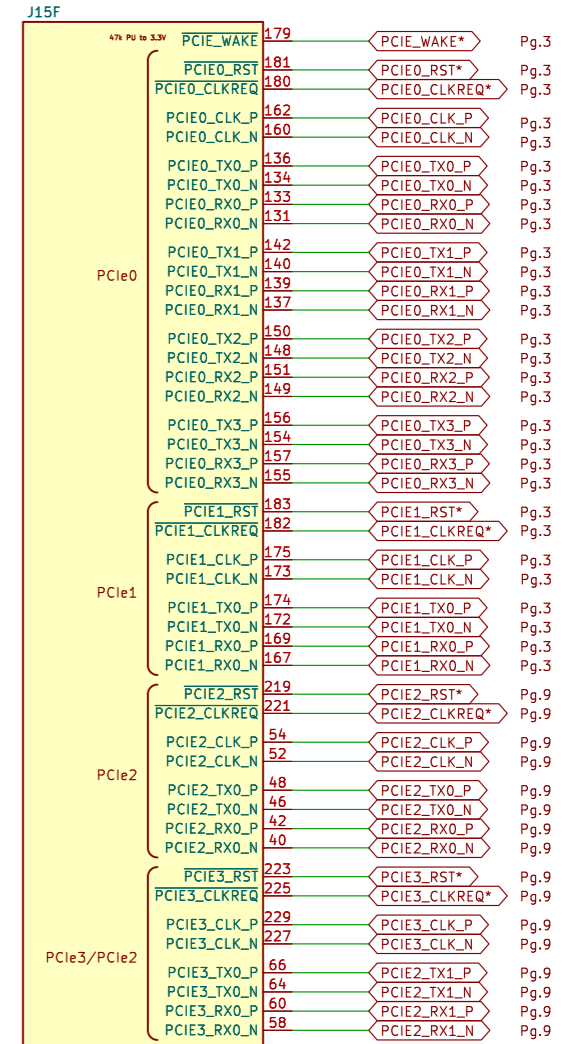 J15F
47k PU to 3.3V PCIE_WAKE 179 PCIE_WAKE* Pg.3
PCIE0_RST 181 PCIE0_RST* Pg.3
PCIE0_CLKREQ 180 PCIE0_CLKREQ* Pg.3
PCIE0_CLK_P 162 PCIE0_CLK_P Pg.3
PCIE0_CLK_N 160 PCIE0_CLK_N Pg.3
PCIE0_TX0_P 136 PCIE0_TX0_P Pg.3
PCIE0_TX0_N 134 PCIE0_TX0_N Pg.3
PCIE0_RX0_P 133 PCIE0_RX0_P Pg.3
PCIE0_RX0_N 131 PCIE0_RX0_N Pg.3
PCIE0_TX1_P 142 PCIE0_TX1_P Pg.3
PCIe0 PCIE0_TX1_N 140 PCIE0_TX1_N Pg.3
PCIE0_RX1_P 139 PCIE0_RX1_P Pg.3
PCIE0_RX1_N 137 PCIE0_RX1_N Pg.3
PCIE0_TX2_P 150 PCIE0_TX2_P Pg.3
PCIE0_TX2_N 148 PCIE0_TX2_N Pg.3
PCIE0_RX2_P 151 PCIE0_RX2_P Pg.3
PCIE0_RX2_N 149 PCIE0_RX2_N Pg.3
PCIE0_TX3_P 156 PCIE0_TX3_P Pg.3
PCIE0_TX3_N 154 PCIE0_TX3_N Pg.3
PCIE0_RX3_P 157 PCIE0_RX3_P Pg.3
PCIE0_RX3_N 155 PCIE0_RX3_N Pg.3
PCIE1_RST 183 PCIE1_RST* Pg.3
PCIE1_CLKREQ 182 PCIE1_CLKREQ* Pg.3
PCIE1_CLK_P 175 PCIE1_CLK_P Pg.3
PCIE1_CLK_N 173 PCIE1_CLK_N Pg.3
PCIe1
PCIE1_TX0_P 174 PCIE1_TX0_P Pg.3
PCIE1_TX0_N 172 PCIE1_TX0_N Pg.3
PCIE1_RX0_P 169 PCIE1_RX0_P Pg.3
PCIE1_RX0_N 167 PCIE1_RX0_N Pg.3
PCIE2_RST 219 PCIE2_RST* Pg.9
PCIE2_CLKREQ 221 PCIE2_CLKREQ* Pg.9
PCIE2_CLK_P 54 PCIE2_CLK_P Pg.9
PCIE2_CLK_N 52 PCIE2_CLK_N Pg.9
PCIe2
PCIE2_TX0_P 48 PCIE2_TX0_P Pg.9
PCIE2_TX0_N 46 PCIE2_TX0_N Pg.9
PCIE2_RX0_P 42 PCIE2_RX0_P Pg.9
PCIE2_RX0_N 40 PCIE2_RX0_N Pg.9
PCIE3_RST 223 PCIE3_RST* Pg.9
PCIE3_CLKREQ 225 PCIE3_CLKREQ* Pg.9
PCIE3_CLK_P 229 PCIE3_CLK_P Pg.9
PCIE3_CLK_N 227 PCIE3_CLK_N Pg.9
PCIe3/PCIe2
PCIE3_TX0_P 66 PCIE2_TX1_P Pg.9
PCIE3_TX0_N 64 PCIE2_TX1_N Pg.9
PCIE3_RX0_P 60 PCIE2_RX1_P Pg.9
PCIE3_RX0_N 58 PCIE2_RX1_N Pg.9